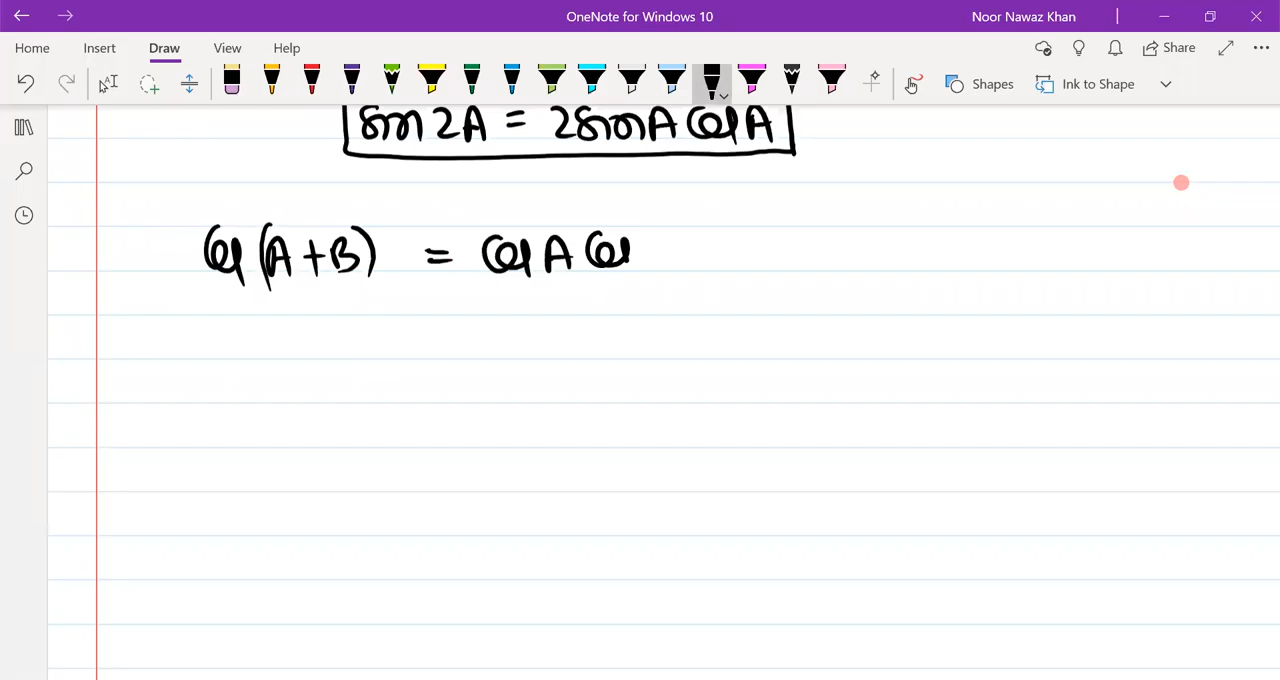 OneNote for Windows 10
Noor Nawaz Khan
Home Insert Draw View Help
Share
Shapes
Ink to Shape
sin 2A = 2 sin A Cos A
Cos (A + B) = Cos A Cos